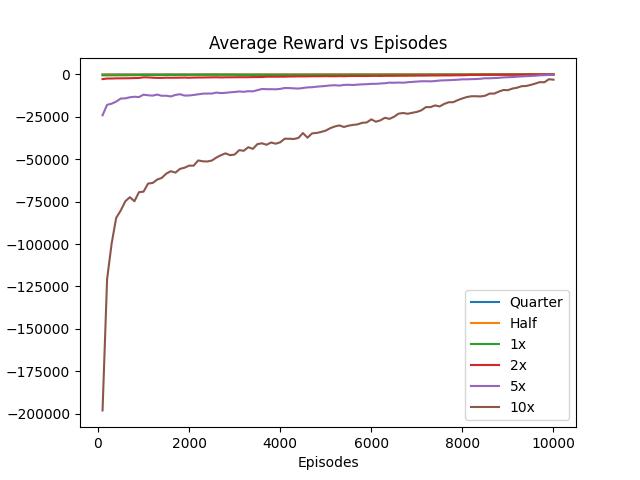 Average Reward vs Episodes
0
−25000
−50000
−75000
−100000
−125000
−150000
−175000
−200000
Quarter
Half
1x
2x
5x
10x
0 2000 4000 6000 8000 10000
Episodes